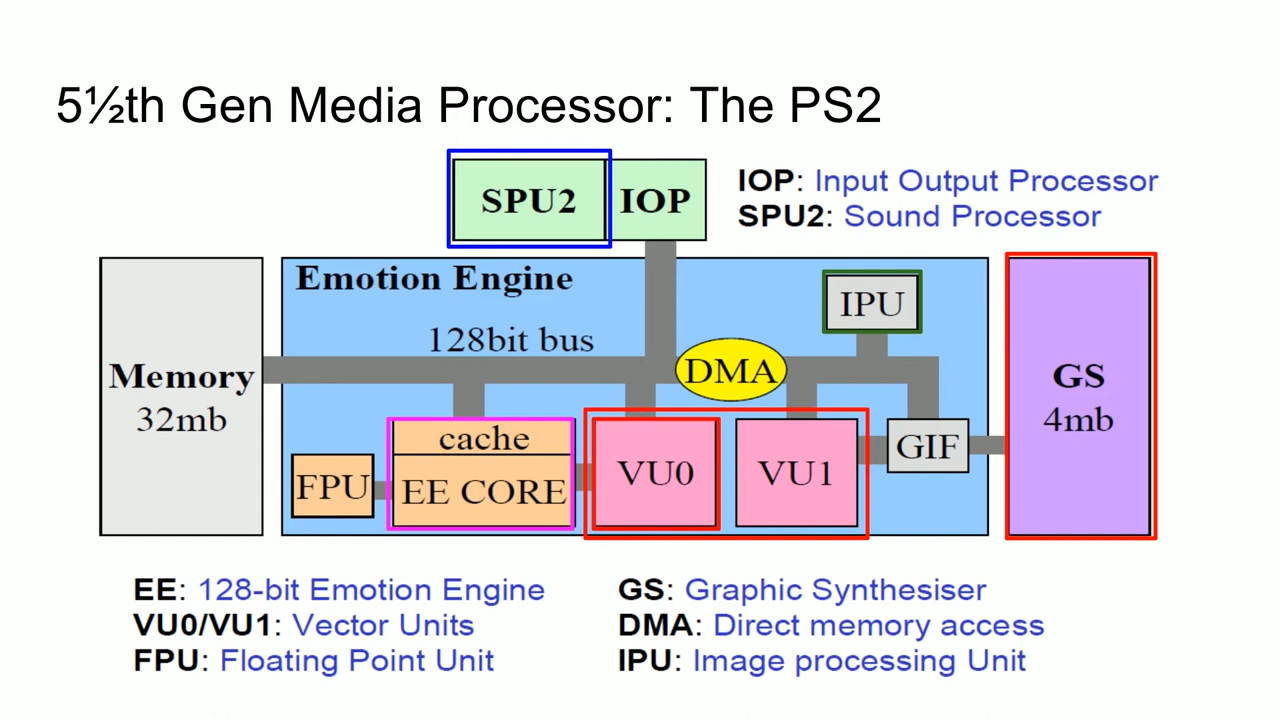 5½th Gen Media Processor: The PS2
SPU2
IOP
IOP: Input Output Processor
SPU2: Sound Processor
Emotion Engine
IPU
128bit bus
DMA
Memory
32mb
GS
4mb
cache
FPU
EE CORE
VU0
VU1
GIF
EE: 128-bit Emotion Engine
VU0/VU1: Vector Units
FPU: Floating Point Unit
GS: Graphic Synthesiser
DMA: Direct memory access
IPU: Image processing Unit